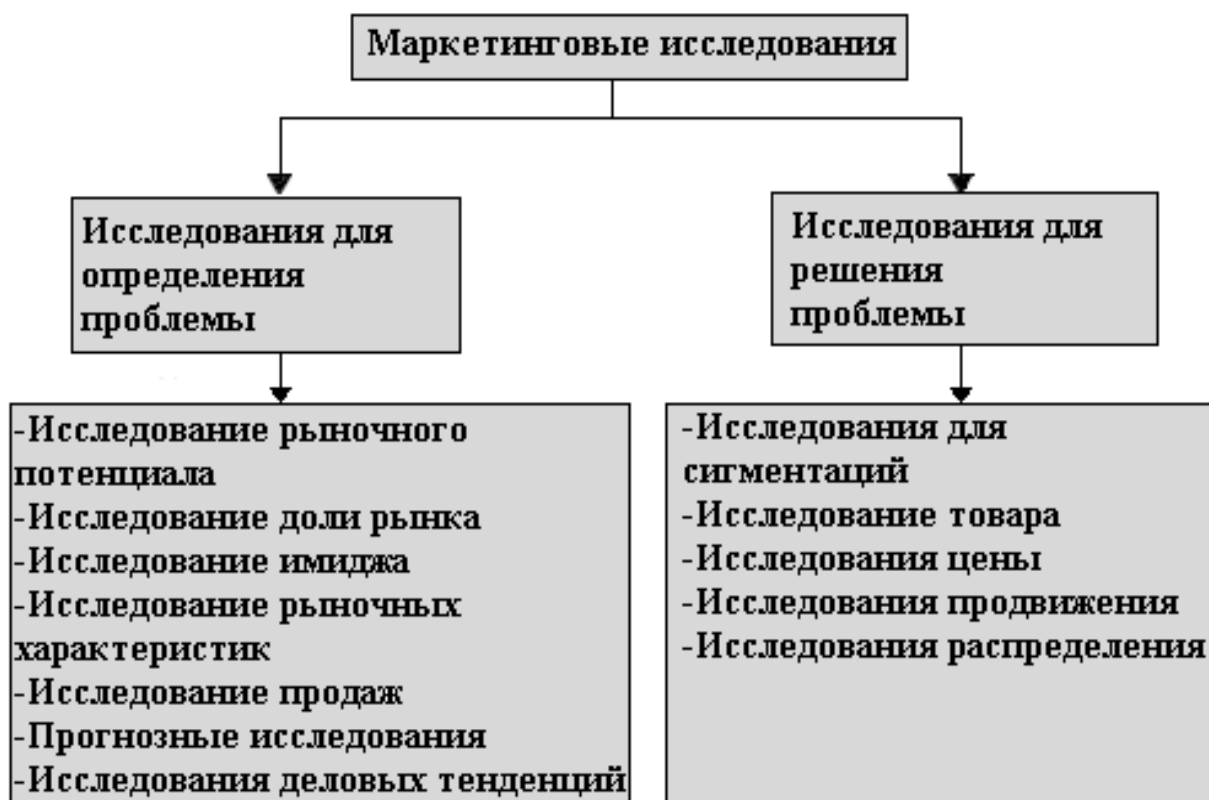 Маркетинговые исследования
Исследования для
определения
проблемы
Исследования для
решения
проблемы
-Исследование рыночного
потенциала
-Исследование доли рынка
-Исследование имиджа
-Исследование рыночных
характеристик
-Исследование продаж
-Прогнозные исследования
-Исследования деловых тенденций
-Исследования для
сигментаций
-Исследование товара
-Исследования цены
-Исследования продвижения
-Исследования распределения